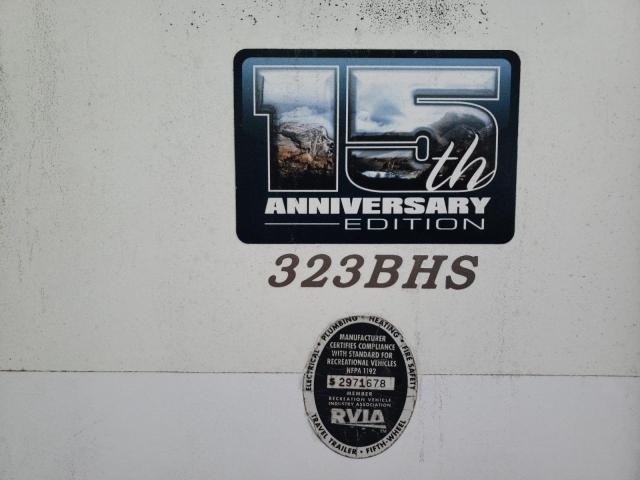 15th
ANNIVERSARY
EDITION
323BHS
ELECTRICAL • PLUMBING • HEATING • FIRE SAFETY
MANUFACTURER
CERTIFIES COMPLIANCE
WITH STANDARD FOR
RECREATIONAL VEHICLES
NFPA 1192
S 2971678
MEMBER
RECREATION VEHICLE
INDUSTRY ASSOCIATION
RVIA
TM
TRAVEL TRAILER • FIFTH-WHEEL